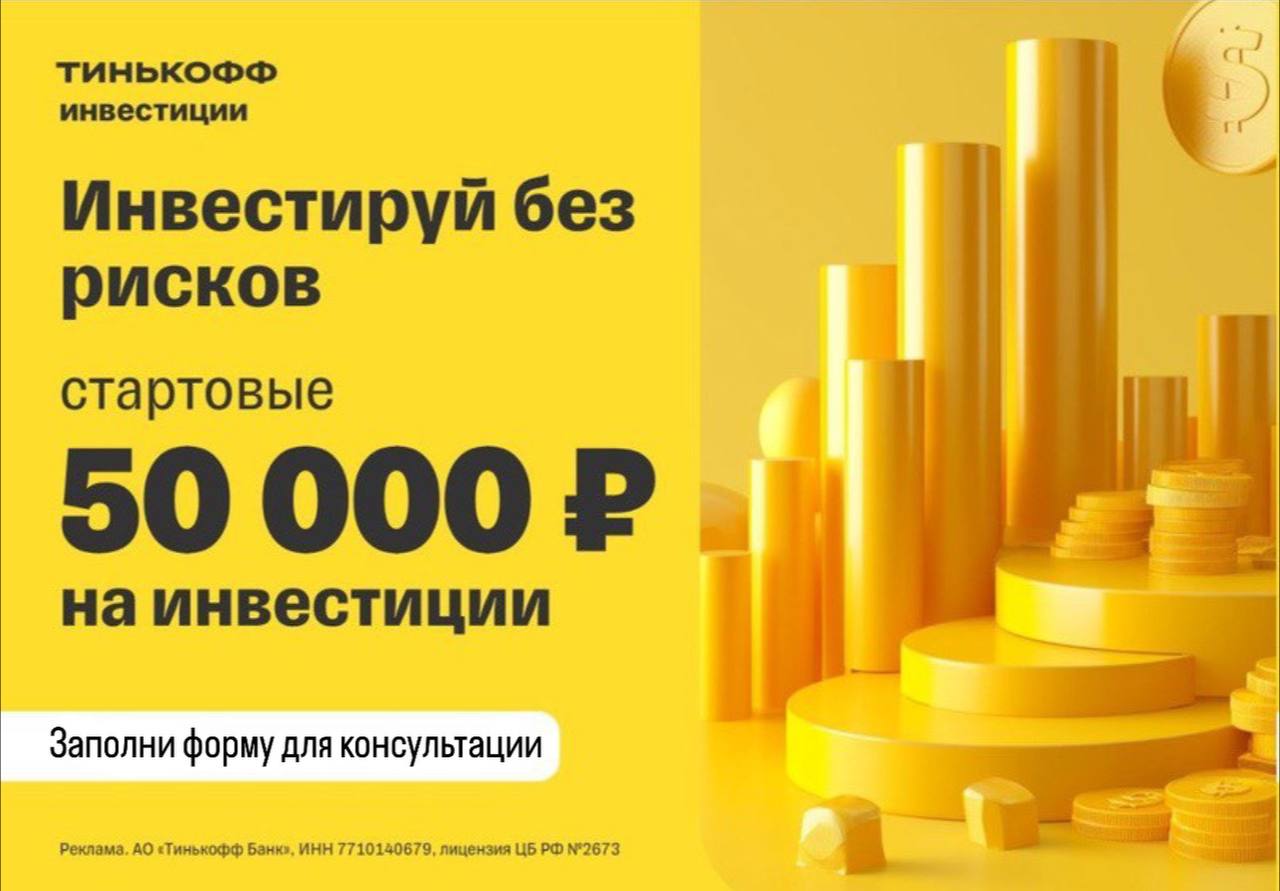 ТИНЬКОФФ
инвестиции
Инвестируй без
рисков
стартовые
50 000 ₽
на инвестиции
Заполни форму для консультации
Реклама. АО «Тинькофф Банк», ИНН 7710140679, лицензия ЦБ РФ №2673